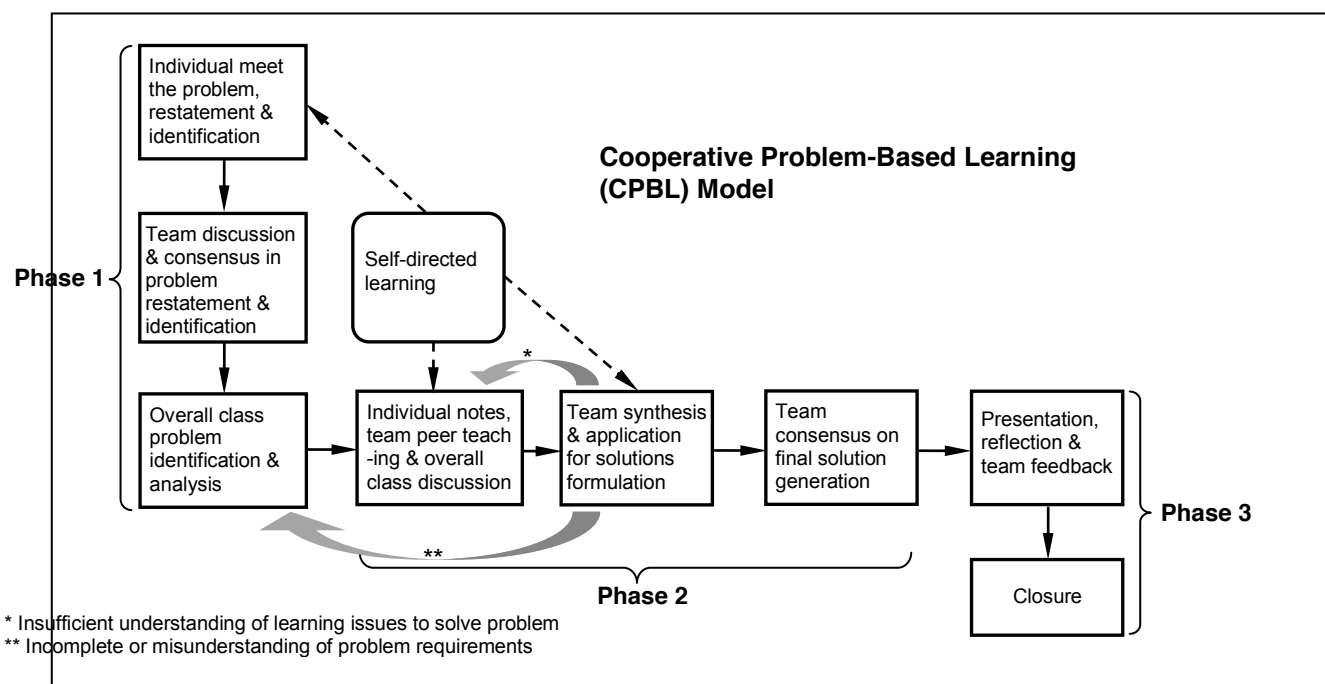 Individual meet
the problem,
restatement &
identification
Cooperative Problem-Based Learning
(CPBL) Model
Phase 1
Team discussion
& consensus in
problem
restatement &
identification
Self-directed
learning
*
Overall class
problem
identification &
analysis
Individual notes,
team peer teach
-ing & overall
class discussion
Team synthesis
& application
for solutions
formulation
Team
consensus on
final solution
generation
Presentation,
reflection &
team feedback
Phase 3
**
Phase 2
Closure
* Insufficient understanding of learning issues to solve problem
** Incomplete or misunderstanding of problem requirements